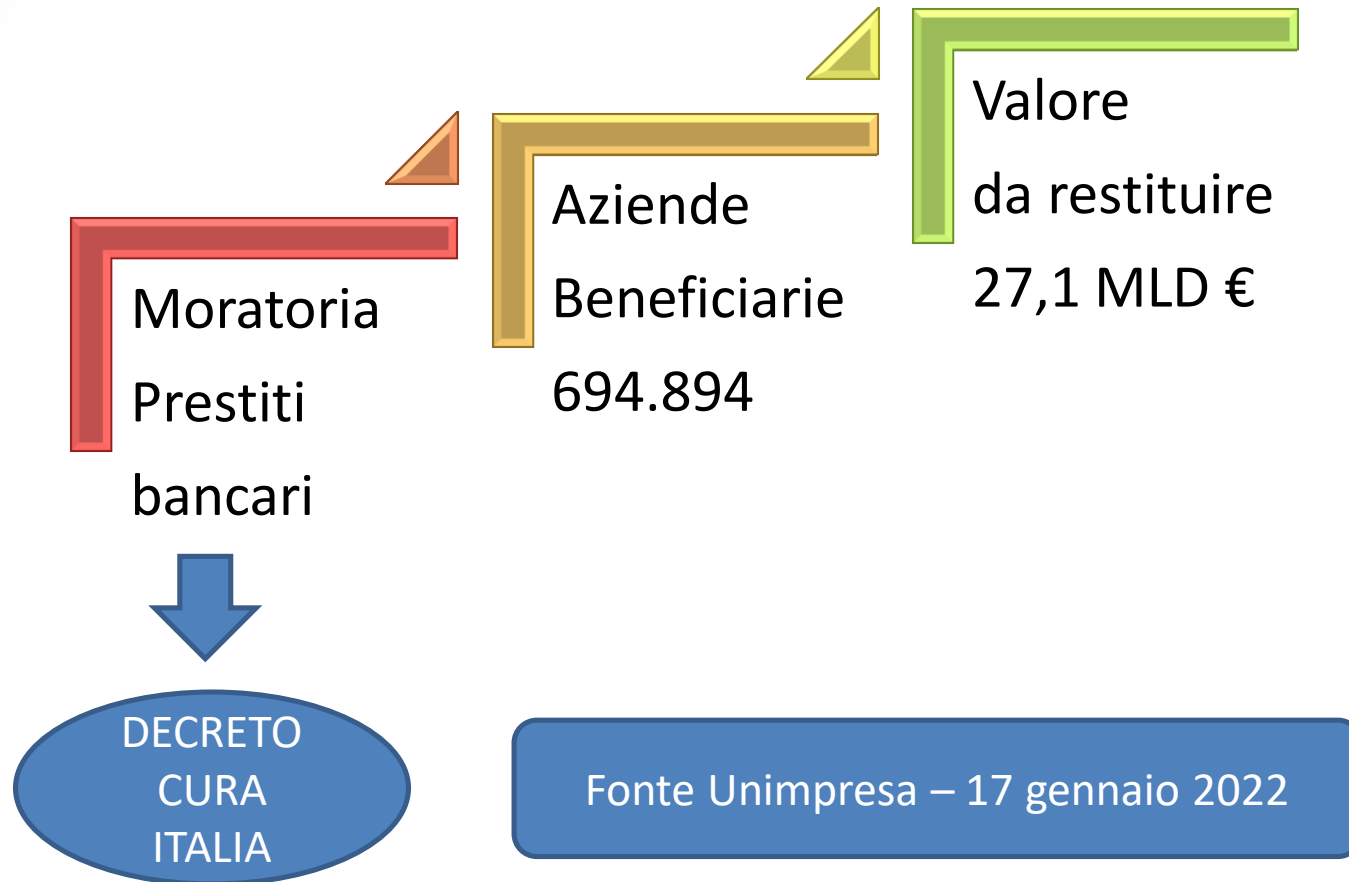 Moratoria
Prestiti
bancari
Aziende
Beneficiarie
694.894
Valore
da restituire
27,1 MLD €
DECRETO
CURA
ITALIA
Fonte Unimpresa – 17 gennaio 2022